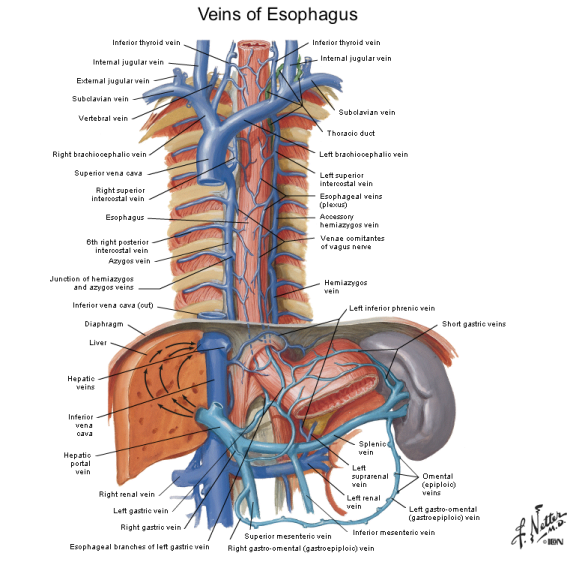 Veins of Esophagus
Inferior thyroid vein
Internal jugular vein
External jugular vein
Subclavian vein
Vertebral vein
Right brachiocephalic vein
Superior vena cava
Right superior
intercostal vein
Esophagus
6th right posterior
intercostal vein
Azygos vein
Junction of hemiazygos
and azygos veins
Inferior vena cava (cut)
Diaphragm
Liver
Hepatic
veins
Inferior
vena
cava
Hepatic
portal
vein
Right renal vein
Left gastric vein
Right gastric vein
Esophageal branches of left gastric vein
Inferior thyroid vein
Internal jugular vein
Subclavian vein
Thoracic duct
Left brachiocephalic vein
Left superior
intercostal vein
Esophageal veins
(plexus)
Accessory
hemiazygos vein
Venae comitantes
of vagus nerve
Hemiazygos
vein
Left inferior phrenic vein
Short gastric veins
Splenic
vein
Left
suprarenal
vein
Omental
(epiploic)
veins
Left renal
vein
Left gastro-omental
(gastroepiploic) vein
Inferior mesenteric vein
Superior mesenteric vein
Right gastro-omental (gastroepiploic) vein
F. Netter
M.D.
©IDN